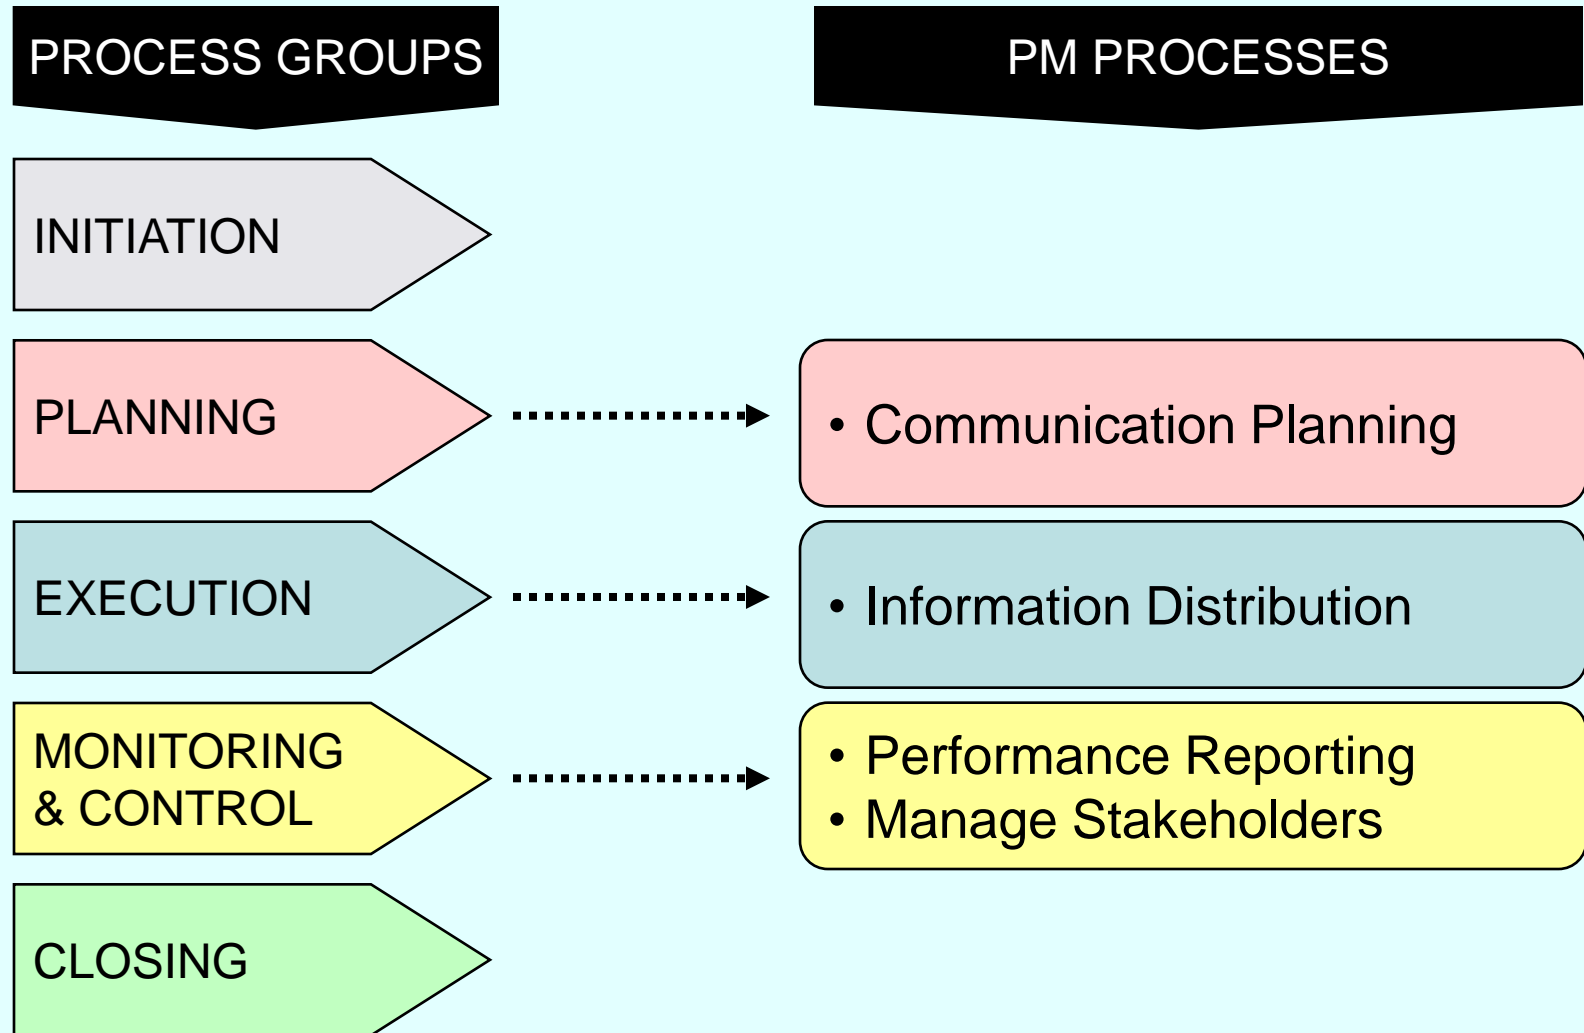 PROCESS GROUPS
PM PROCESSES
INITIATION
PLANNING
• Communication Planning
EXECUTION
• Information Distribution
MONITORING
& CONTROL
• Performance Reporting
• Manage Stakeholders
CLOSING